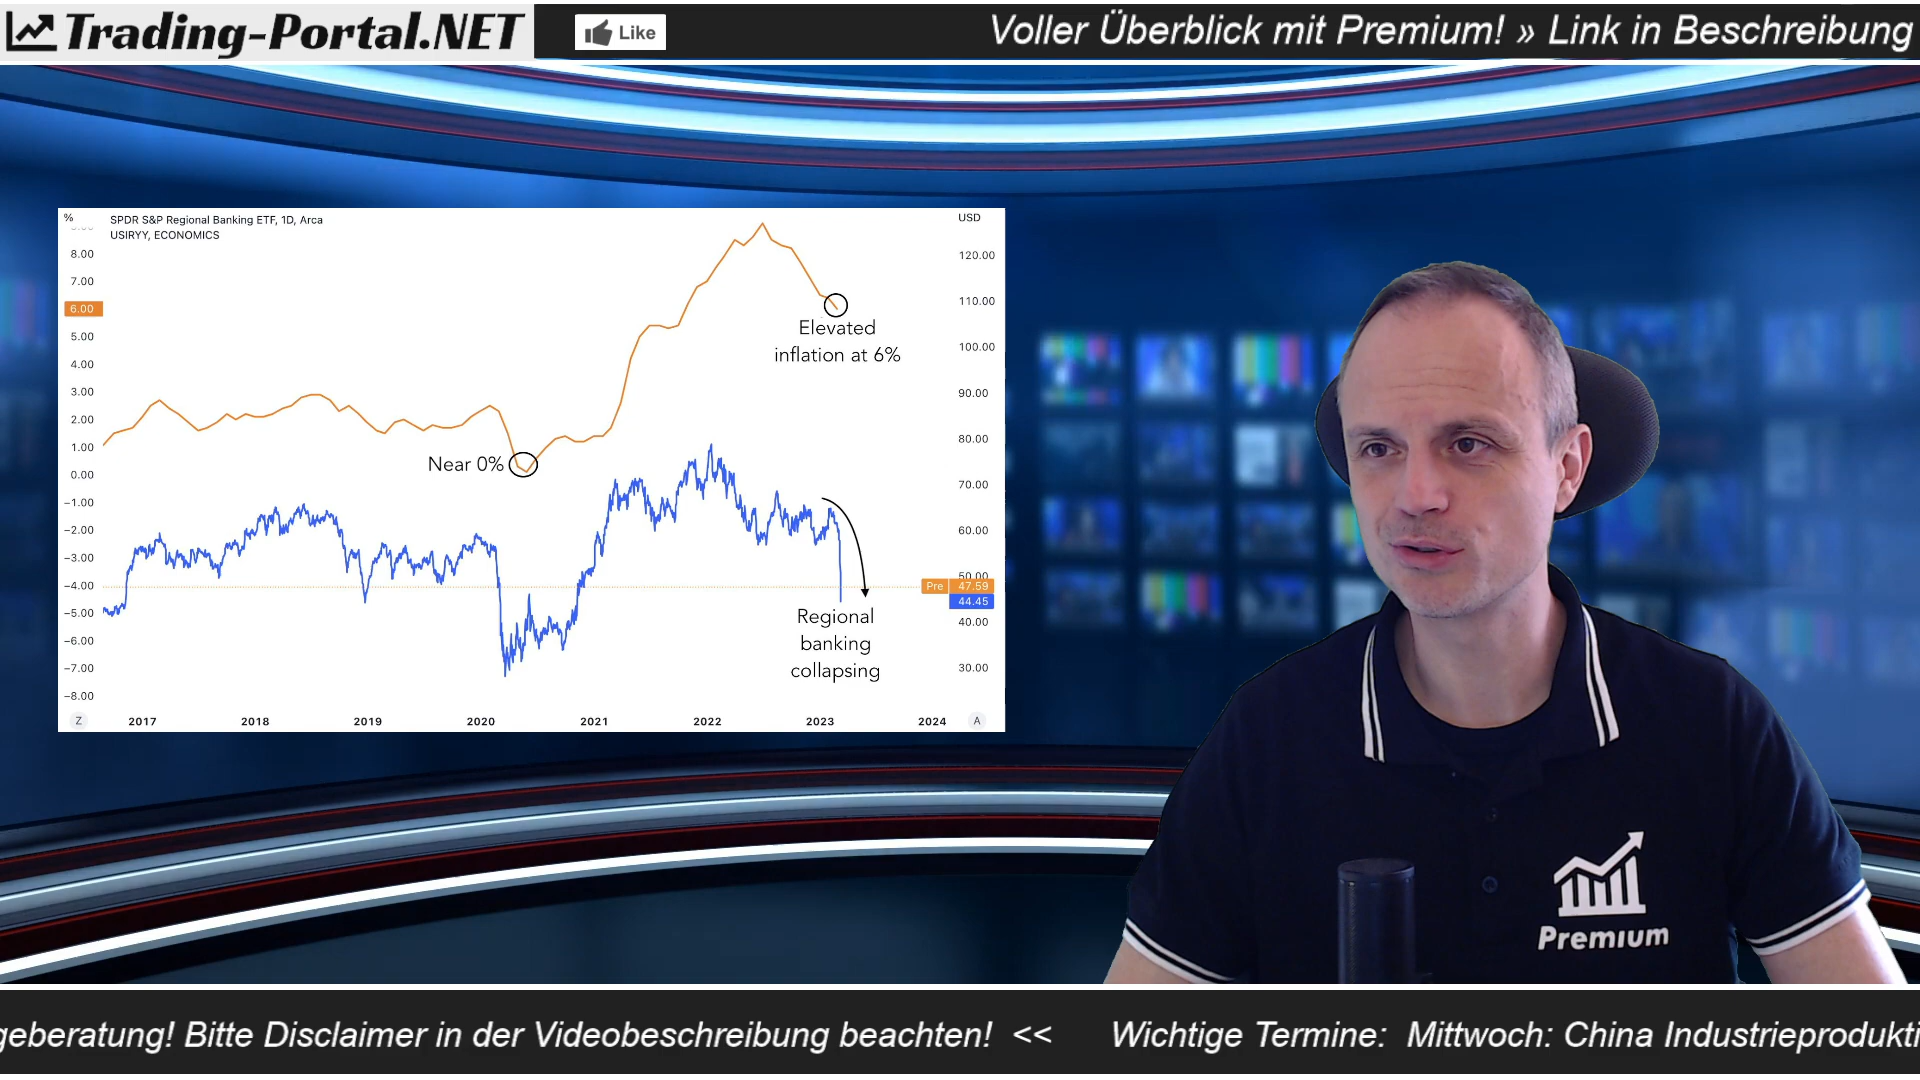 Trading-Portal.NET
Like
Voller Überblick mit Premium! » Link in Beschreibung
%
SPDR S&P Regional Banking ETF, 1D, Arca
USIRYY, ECONOMICS
USD
8.00
7.00
6.00
5.00
4.00
3.00
2.00
1.00
0.00
−1.00
−2.00
−3.00
−4.00
−5.00
−6.00
−7.00
−8.00
120.00
110.00
100.00
90.00
80.00
70.00
60.00
50.00
Pre 47.59
44.45
40.00
30.00
Elevated
inflation at 6%
Near 0%
Regional
banking
collapsing
Z 2017 2018 2019 2020 2021 2022 2023 2024 A
Premium
geberatung! Bitte Disclaimer in der Videobeschreibung beachten! << Wichtige Termine: Mittwoch: China Industrieprodukti